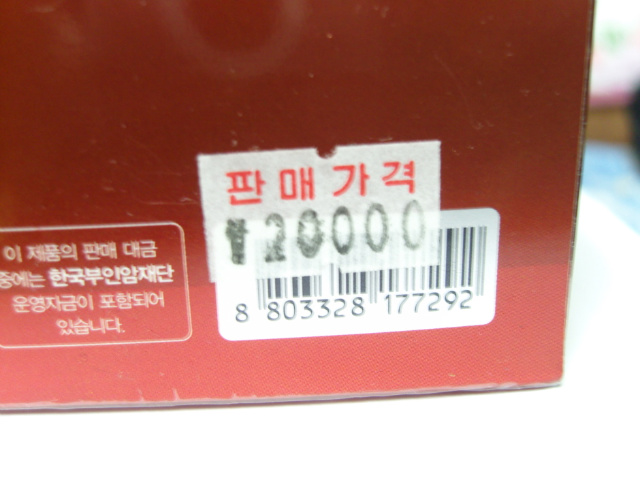 판매가격
₩20000
8 803328 177292
이 제품의 판매 대금
중에는 한국부인암재단
운영자금이 포함되어
있습니다.